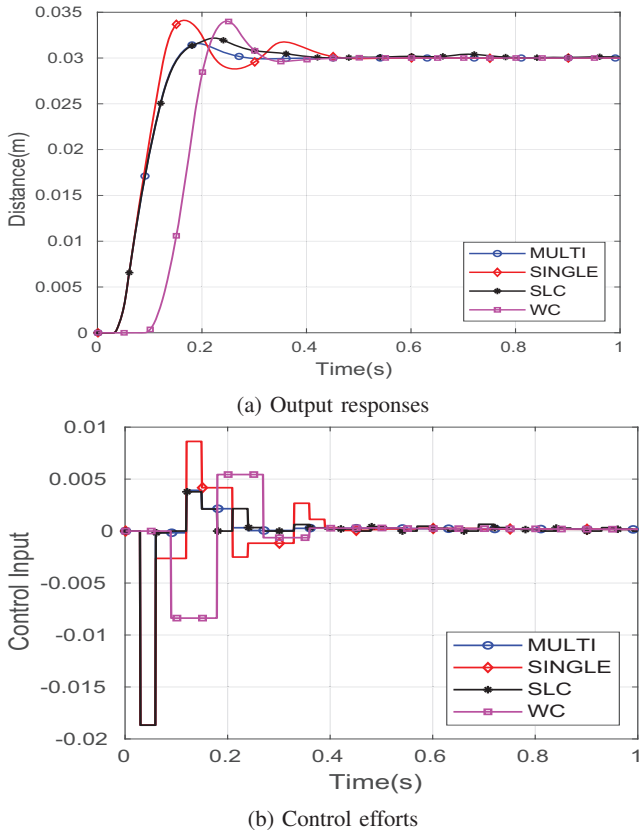 0.035
0.03
0.025
0.02
0.015
0.01
0.005
0
Distance(m)
MULTI
SINGLE
SLC
WC
0 0.2 0.4 0.6 0.8 1
Time(s)
(a) Output responses
0.01
0.005
0
-0.005
-0.01
-0.015
-0.02
Control Input
MULTI
SINGLE
SLC
WC
0 0.2 0.4 0.6 0.8 1
Time(s)
(b) Control efforts